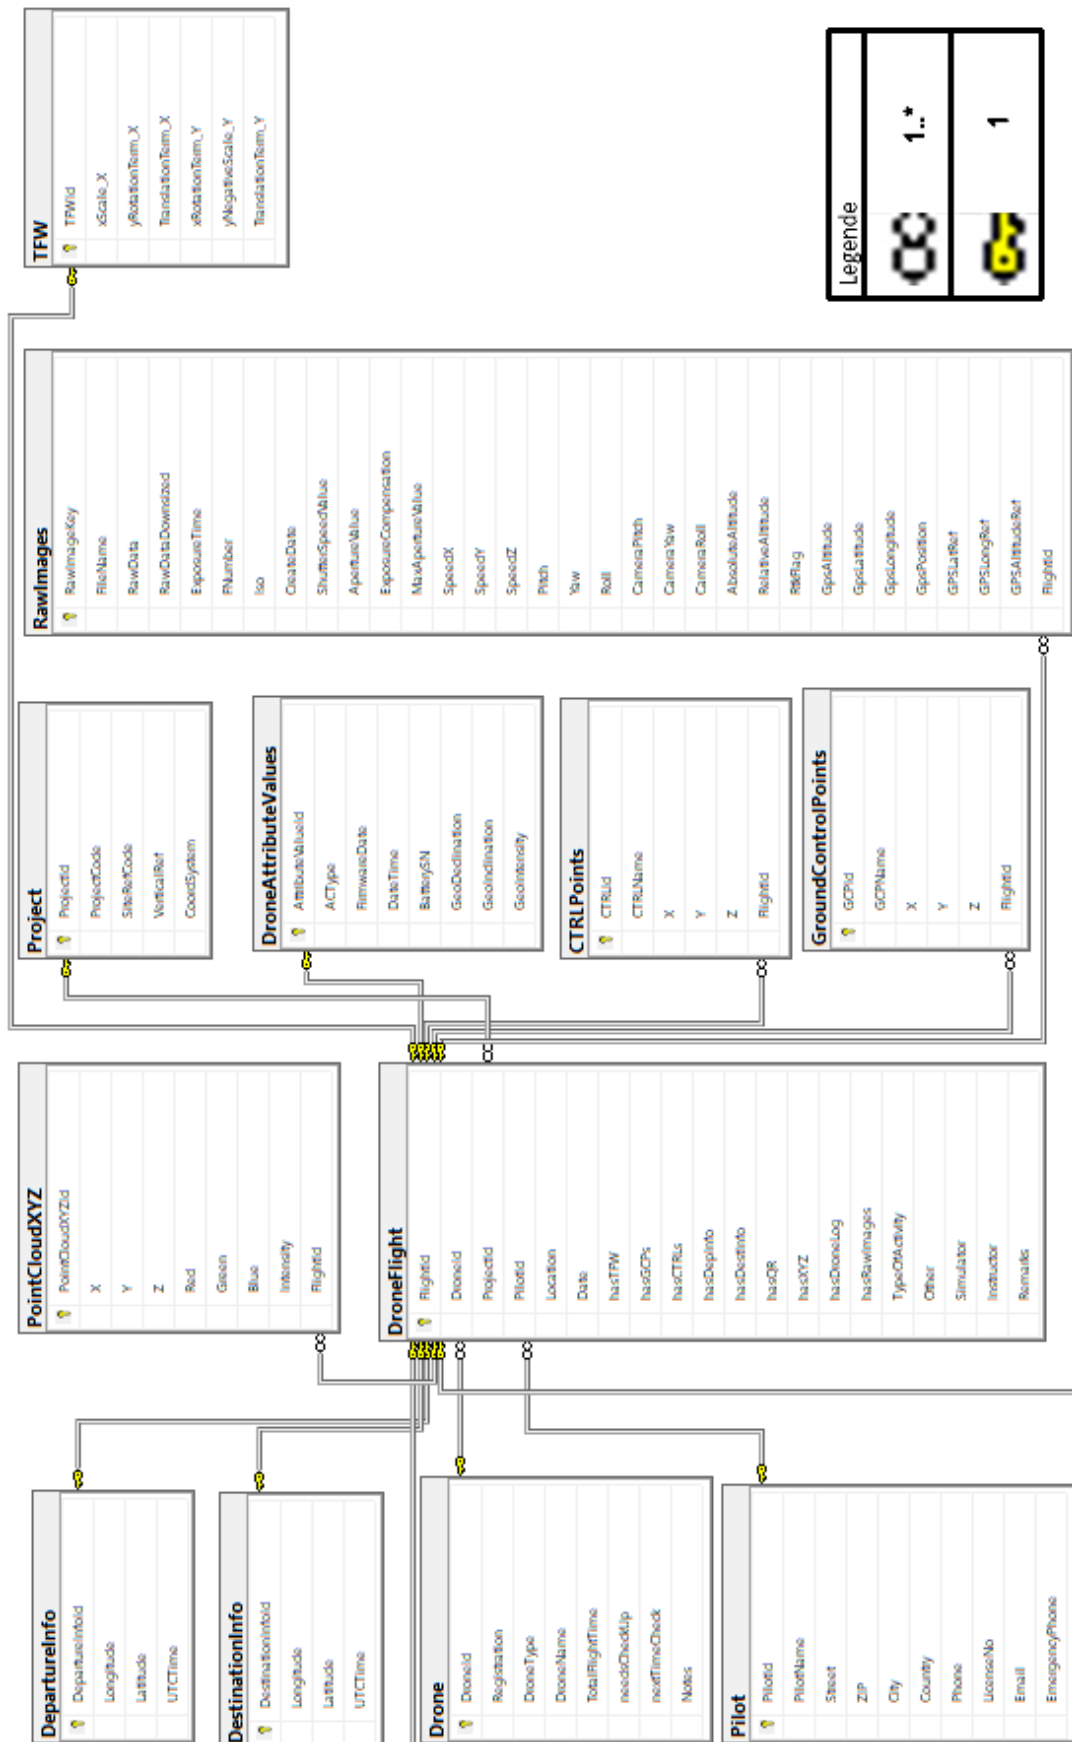 TFW
TFWId
xScale_X
yRotationTerm_X
TranslationTerm_X
xRotationTerm_Y
yNegativeScale_Y
TranslationTerm_Y
Legende
1..*
1
RawImages
RawImageKey
FileName
RawData
RawDataDownsized
ExposureTime
FNumber
Iso
CreateDate
ShutterSpeedValue
ApertureValue
ExposureCompensation
MaxApertureValue
SpeedX
SpeedY
SpeedZ
Pitch
Yaw
Roll
CameraPitch
CameraYaw
CameraRoll
AbsoluteAltitude
RelativeAltitude
RtkFlag
GpsAltitude
GpsLatitude
GpsLongitude
GpsPosition
GPSLatRef
GPSLongRef
GPSAltitudeRef
FlightId
Project
ProjectId
ProjectCode
SiteRefCode
VerticalRef
CoordSystem
DroneAttributeValues
AttributeValueId
ACType
FirmwareDate
DateTime
BatterySN
GeoDeclination
GeoInclination
GeoIntensity
CTRLPoints
CTRLId
CTRLName
X
Y
Z
FlightId
GroundControlPoints
GCPId
GCPName
X
Y
Z
FlightId
PointCloudXYZ
PointCloudXYZId
X
Y
Z
Red
Green
Blue
Intensity
FlightId
DroneFlight
FlightId
DroneId
ProjectId
PilotId
Location
Date
hasTFW
hasGCPs
hasCTRLs
hasDepInfo
hasDestInfo
hasQR
hasXYZ
hasDroneLog
hasRawImages
TypeOfActivity
Other
Simulator
Instructor
Remarks
DepartureInfo
DepartureInfoId
Longitude
Latitude
UTCTime
DestinationInfo
DestinationInfoId
Longitude
Latitude
UTCTime
Drone
DroneId
Registration
DroneType
DroneName
TotalFlightTime
needsCheckUp
nextTimeCheck
Notes
Pilot
PilotId
PilotName
Street
ZIP
City
Country
Phone
LicenseNo
Email
EmergencyPhone